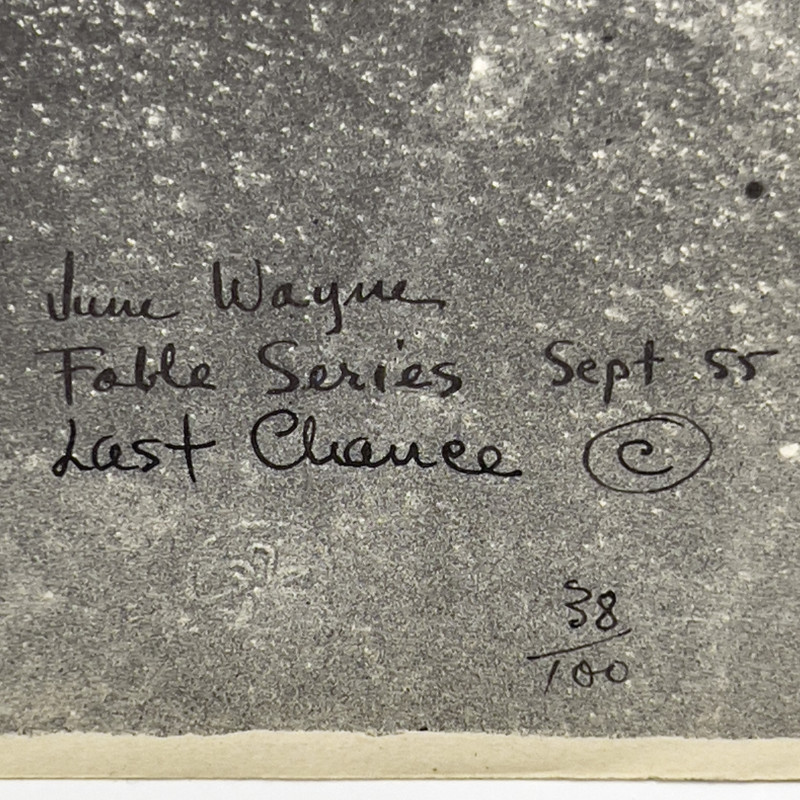 June Wayne
Fable Series Sept 55
Last Chance ©
38
100